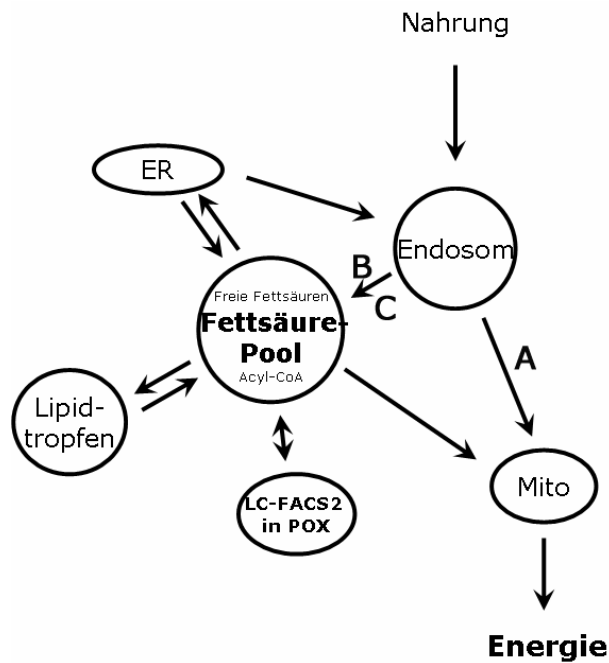 Nahrung
ER
Endosom
B
C
Freie Fettsäuren
Fettsäure-
Pool
Acyl-CoA
A
Lipid-
tropfen
LC-FACS2
in POX
Mito
Energie